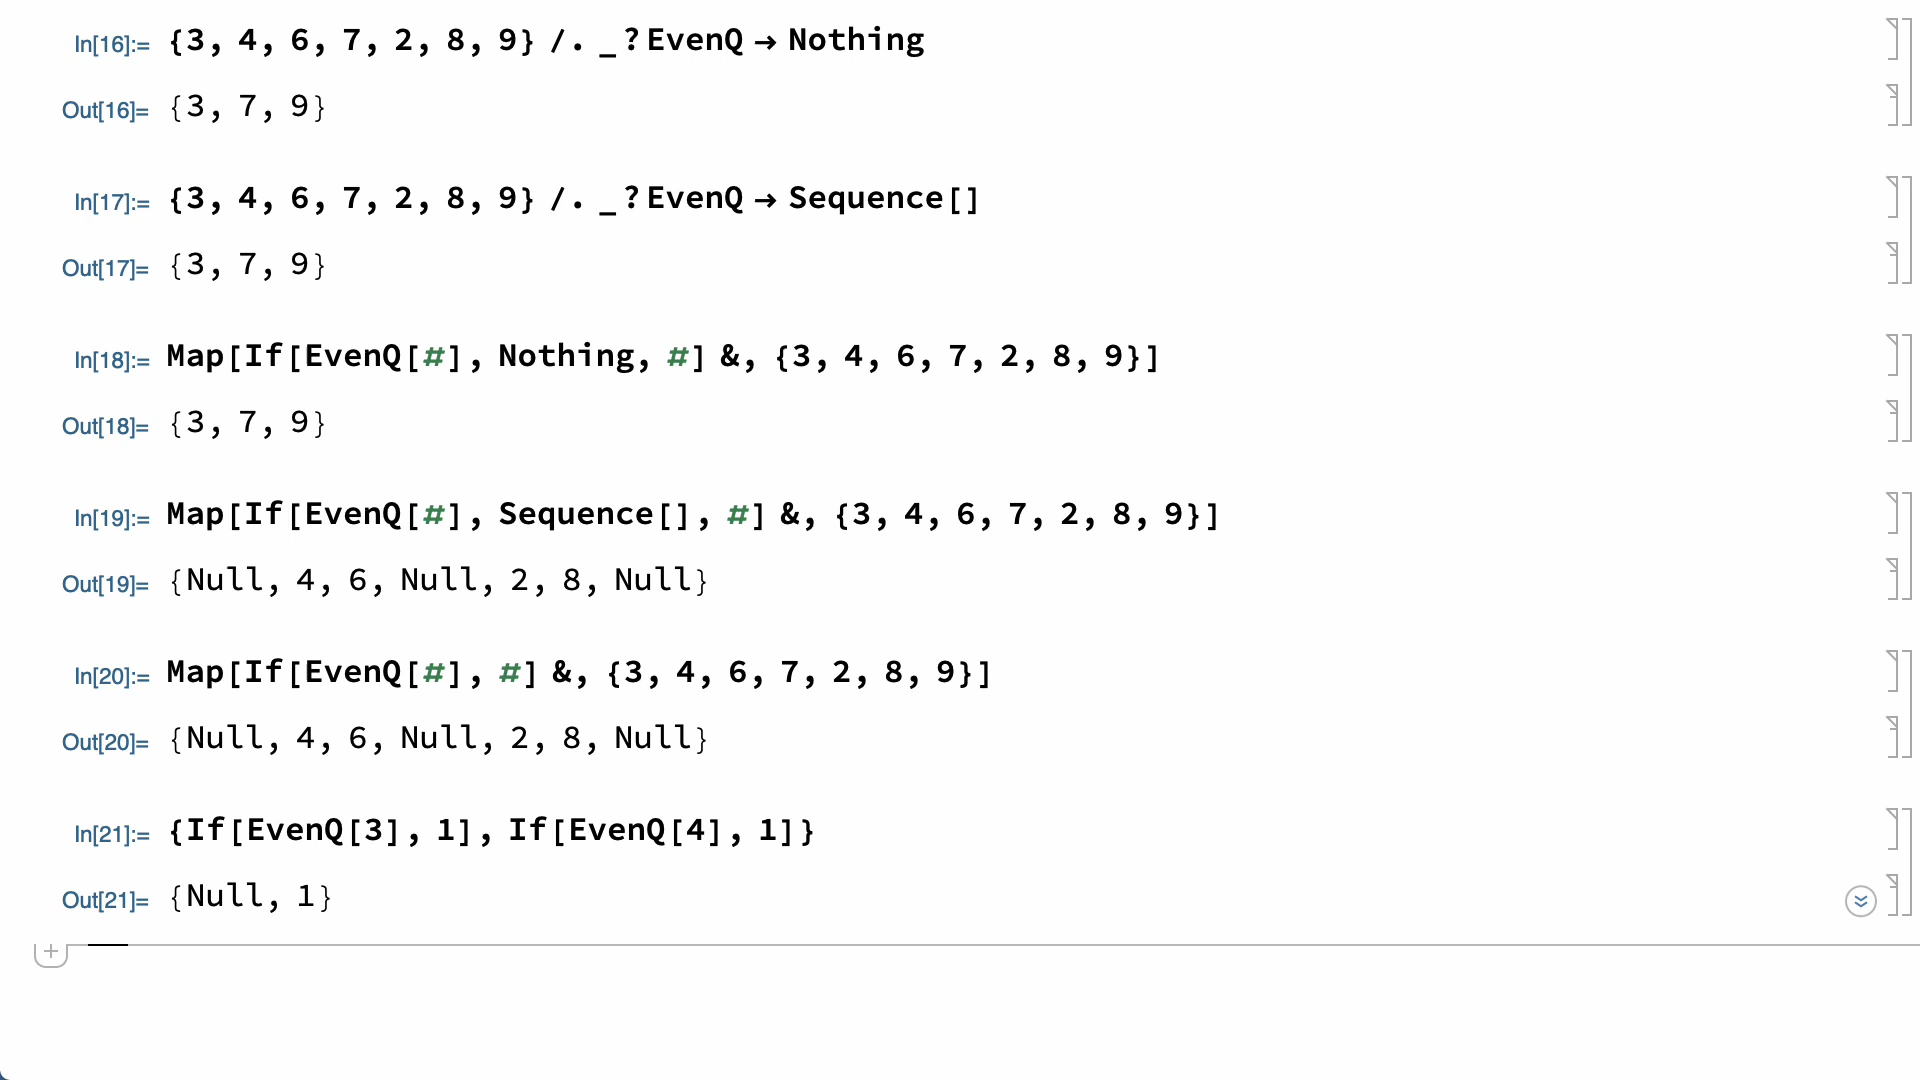 In[16]:= {3, 4, 6, 7, 2, 8, 9} /. _?EvenQ → Nothing
Out[16]= {3, 7, 9}
In[17]:= {3, 4, 6, 7, 2, 8, 9} /. _?EvenQ → Sequence[]
Out[17]= {3, 7, 9}
In[18]:= Map[If[EvenQ[#], Nothing, #] &, {3, 4, 6, 7, 2, 8, 9}]
Out[18]= {3, 7, 9}
In[19]:= Map[If[EvenQ[#], Sequence[], #] &, {3, 4, 6, 7, 2, 8, 9}]
Out[19]= {Null, 4, 6, Null, 2, 8, Null}
In[20]:= Map[If[EvenQ[#], #] &, {3, 4, 6, 7, 2, 8, 9}]
Out[20]= {Null, 4, 6, Null, 2, 8, Null}
In[21]:= {If[EvenQ[3], 1], If[EvenQ[4], 1]}
Out[21]= {Null, 1}